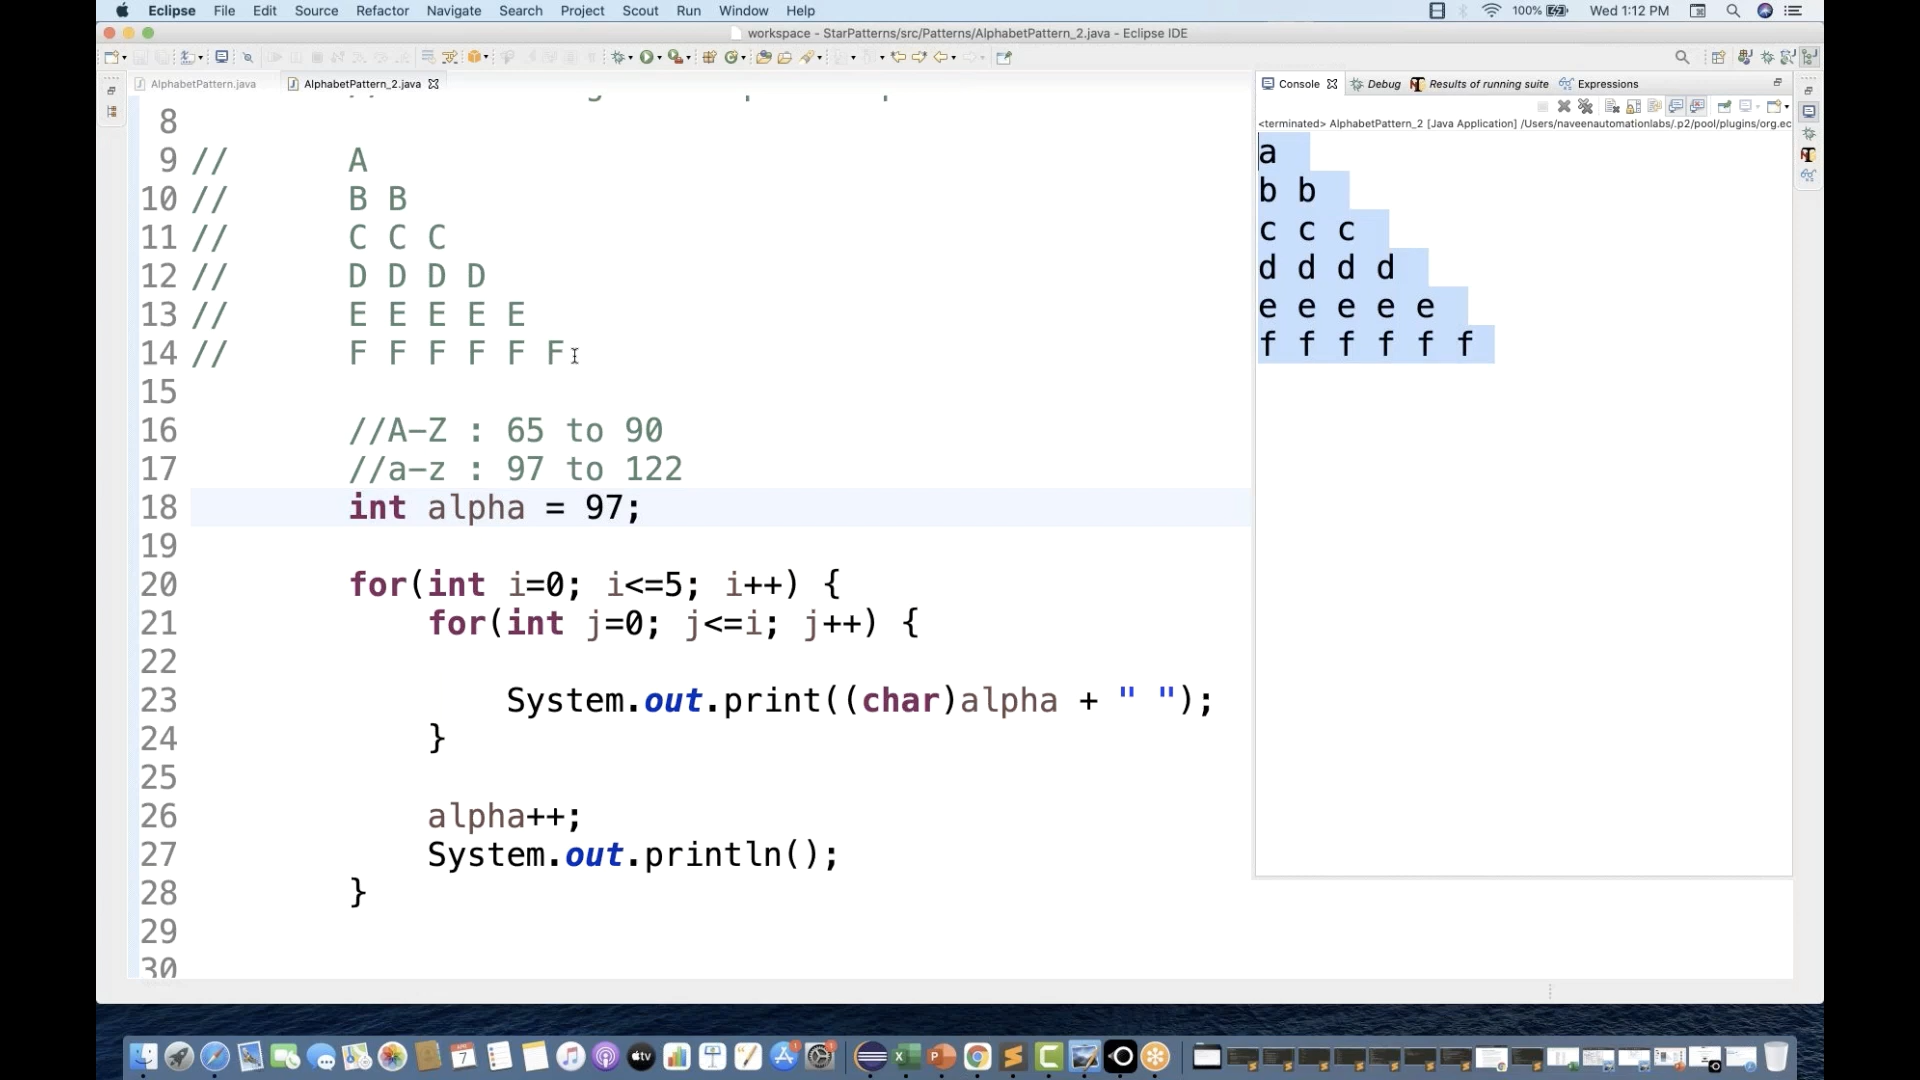 Eclipse File Edit Source Refactor Navigate Search Project Scout Run Window Help 100% Wed 1:12 PM
workspace - StarPatterns/src/Patterns/AlphabetPattern_2.java - Eclipse IDE
AlphabetPattern.java AlphabetPattern_2.java
8
9 // A
10 // B B
11 // C C C
12 // D D D D
13 // E E E E E
14 // F F F F F F
15
16 //A-Z : 65 to 90
17 //a-z : 97 to 122
18 int alpha = 97;
19
20 for(int i=0; i<=5; i++) {
21 for(int j=0; j<=i; j++) {
22
23 System.out.print((char)alpha + " ");
24 }
25
26 alpha++;
27 System.out.println();
28 }
29
30
Console Debug Results of running suite Expressions
<terminated> AlphabetPattern_2 [Java Application] /Users/naveenautomationlabs/.p2/pool/plugins/org.ec
a
b b
c c c
d d d d
e e e e e
f f f f f f
7
tv